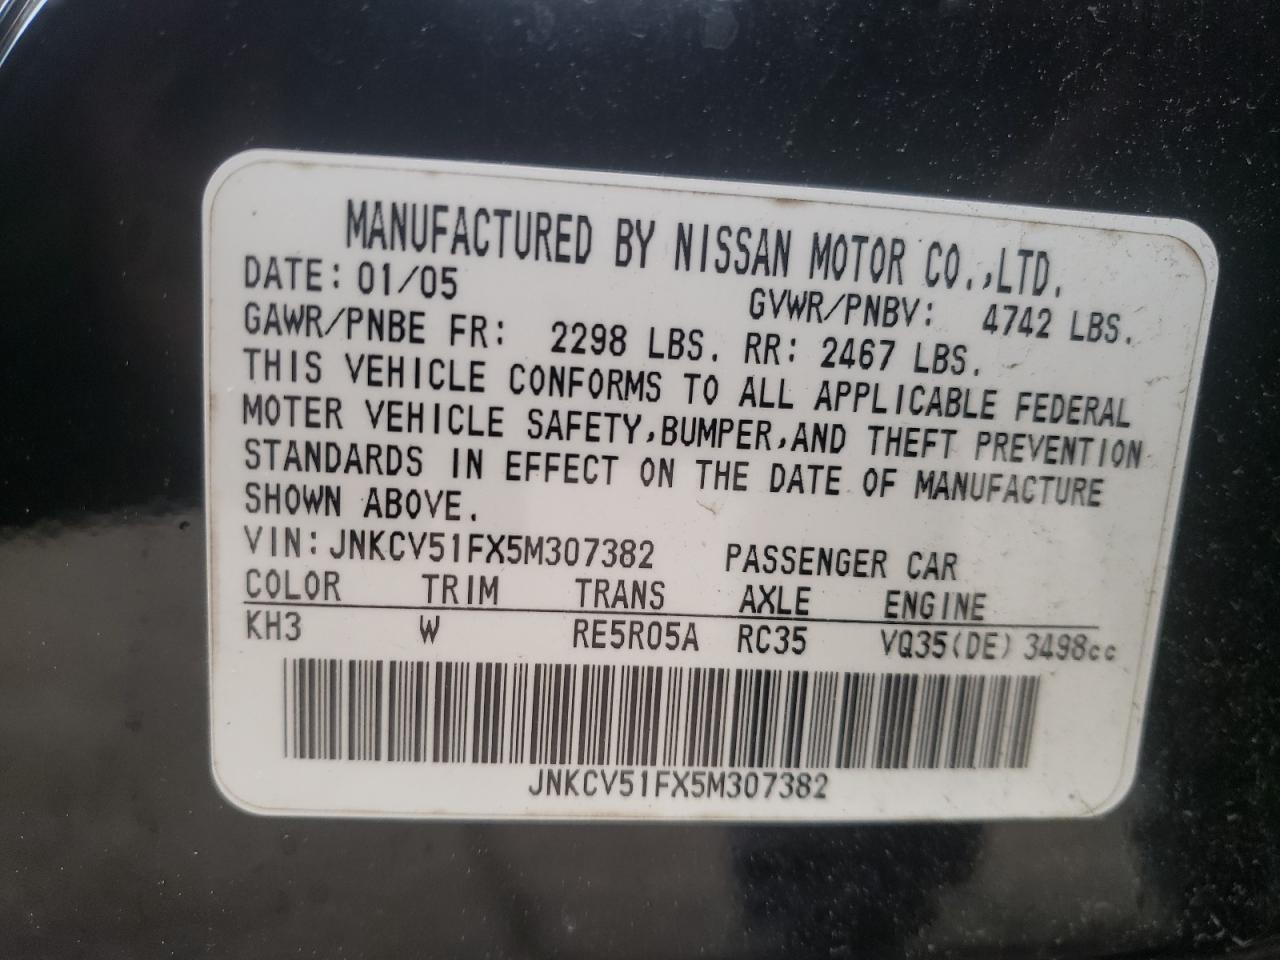 MANUFACTURED BY NISSAN MOTOR CO.,LTD.
DATE: 01/05 GVWR/PNBV: 4742 LBS.
GAWR/PNBE FR: 2298 LBS. RR: 2467 LBS.
THIS VEHICLE CONFORMS TO ALL APPLICABLE FEDERAL
MOTER VEHICLE SAFETY,BUMPER,AND THEFT PREVENTION
STANDARDS IN EFFECT ON THE DATE OF MANUFACTURE
SHOWN ABOVE.
VIN: JNKCV51FX5M307382 PASSENGER CAR
COLOR TRIM TRANS AXLE ENGINE
KH3 W RE5R05A RC35 VQ35(DE) 3498cc
JNKCV51FX5M307382